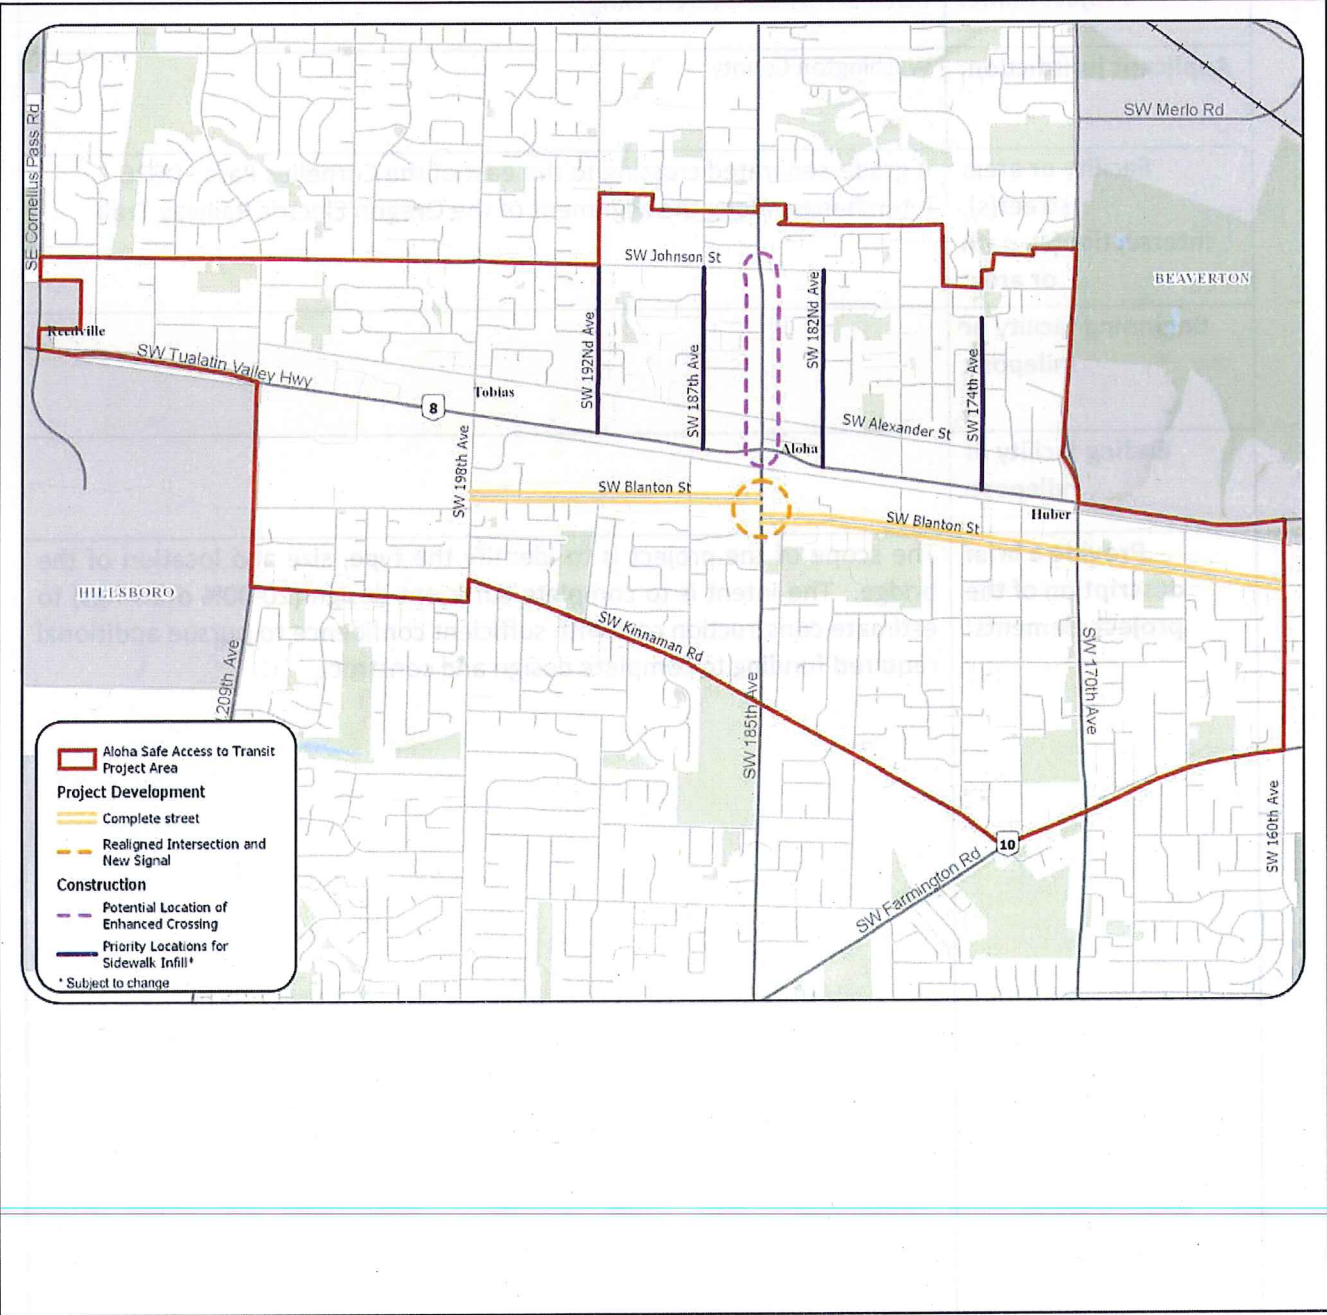 SW Merlo Rd
SE Cornelius Pass Rd
SW Johnson St
BEAVERTON
Reedville
SW Tualatin Valley Hwy
SW 192Nd Ave
SW 187th Ave
SW 182Nd Ave
SW 174th Ave
Tobias
8
SW Alexander St
Aloha
SW 198th Ave
SW Blanton St
Huber
SW Blanton St
HILLSBORO
SW Kinnaman Rd
209th Ave
SW 185th Ave
SW 170th Ave
SW 160th Ave
10
SW Farmington Rd
Aloha Safe Access to Transit
Project Area
Project Development
Complete street
Realigned Intersection and
New Signal
Construction
Potential Location of
Enhanced Crossing
Priority Locations for
Sidewalk Infill*
* Subject to change